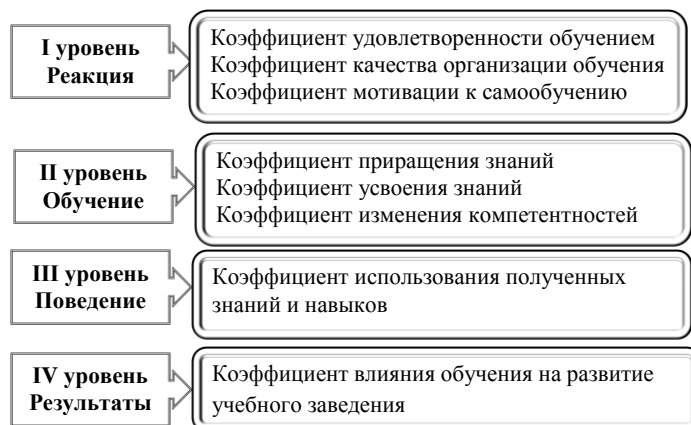 I уровень
Реакция
Коэффициент удовлетворенности обучением
Коэффициент качества организации обучения
Коэффициент мотивации к самообучению
II уровень
Обучение
Коэффициент приращения знаний
Коэффициент усвоения знаний
Коэффициент изменения компетентностей
III уровень
Поведение
Коэффициент использования полученных
знаний и навыков
IV уровень
Результаты
Коэффициент влияния обучения на развитие
учебного заведения